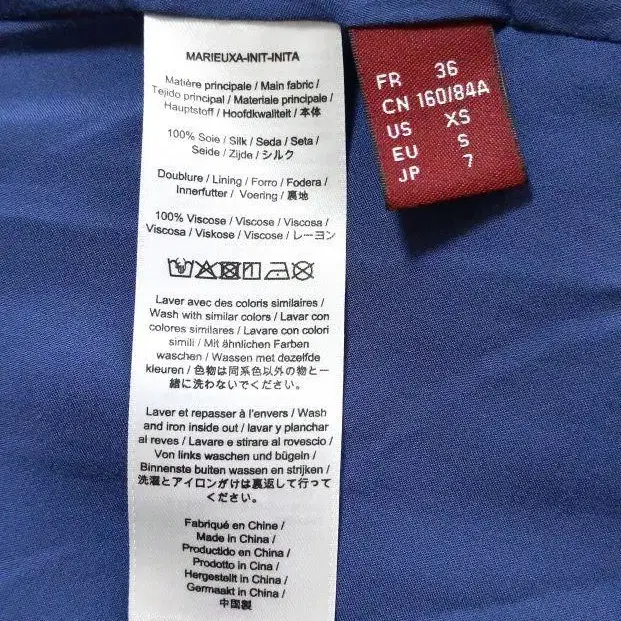 MARIEUXA-INIT-INITA
Matière principale / Main fabric /
Tejido principal / Materiale principale /
Hauptstoff / Hoofdkwaliteit / 本体
100% Soie / Silk / Seda / Seta /
Seide / Zijde / シルク
Doublure / Lining / Forro / Fodera /
Innerfutter / Voering / 裏地
100% Viscose / Viscose / Viscosa /
Viscosa / Viskose / Viscose / レーヨン
Laver avec des coloris similaires /
Wash with similar colors / Lavar con
colores similares / Lavare con colori
simili / Mit ähnlichen Farben
waschen / Wassen met dezelfde
kleuren / 色物は同系色以外の物と一
緒に洗わないでください。
Laver et repasser à l'envers / Wash
and iron inside out / lavar y planchar
al reves / Lavare e stirare al rovescio /
Von links waschen und bügeln /
Binnenste buiten wassen en strijken /
洗濯とアイロンがけは裏返して行って
ください。
Fabriqué en Chine /
Made in China /
Productido en China /
Prodotto in Cina /
Hergestellt in China /
Germaakt in China /
中国製
FR 36
CN 160/84A
US XS
EU S
JP 7